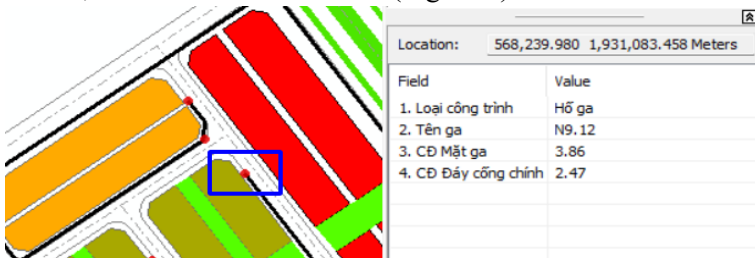 Location: 568,239.980 1,931,083.458 Meters
Field Value
1. Loại công trình Hố ga
2. Tên ga N9.12
3. CĐ Mặt ga 3.86
4. CĐ Đáy cống chính 2.47